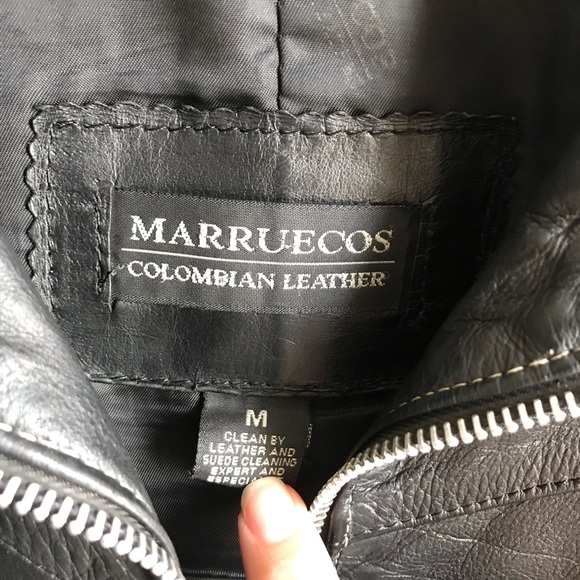 MARRUECOS
COLOMBIAN LEATHER
M
CLEAN BY
LEATHER AND
SUEDE CLEANING
EXPERT AND